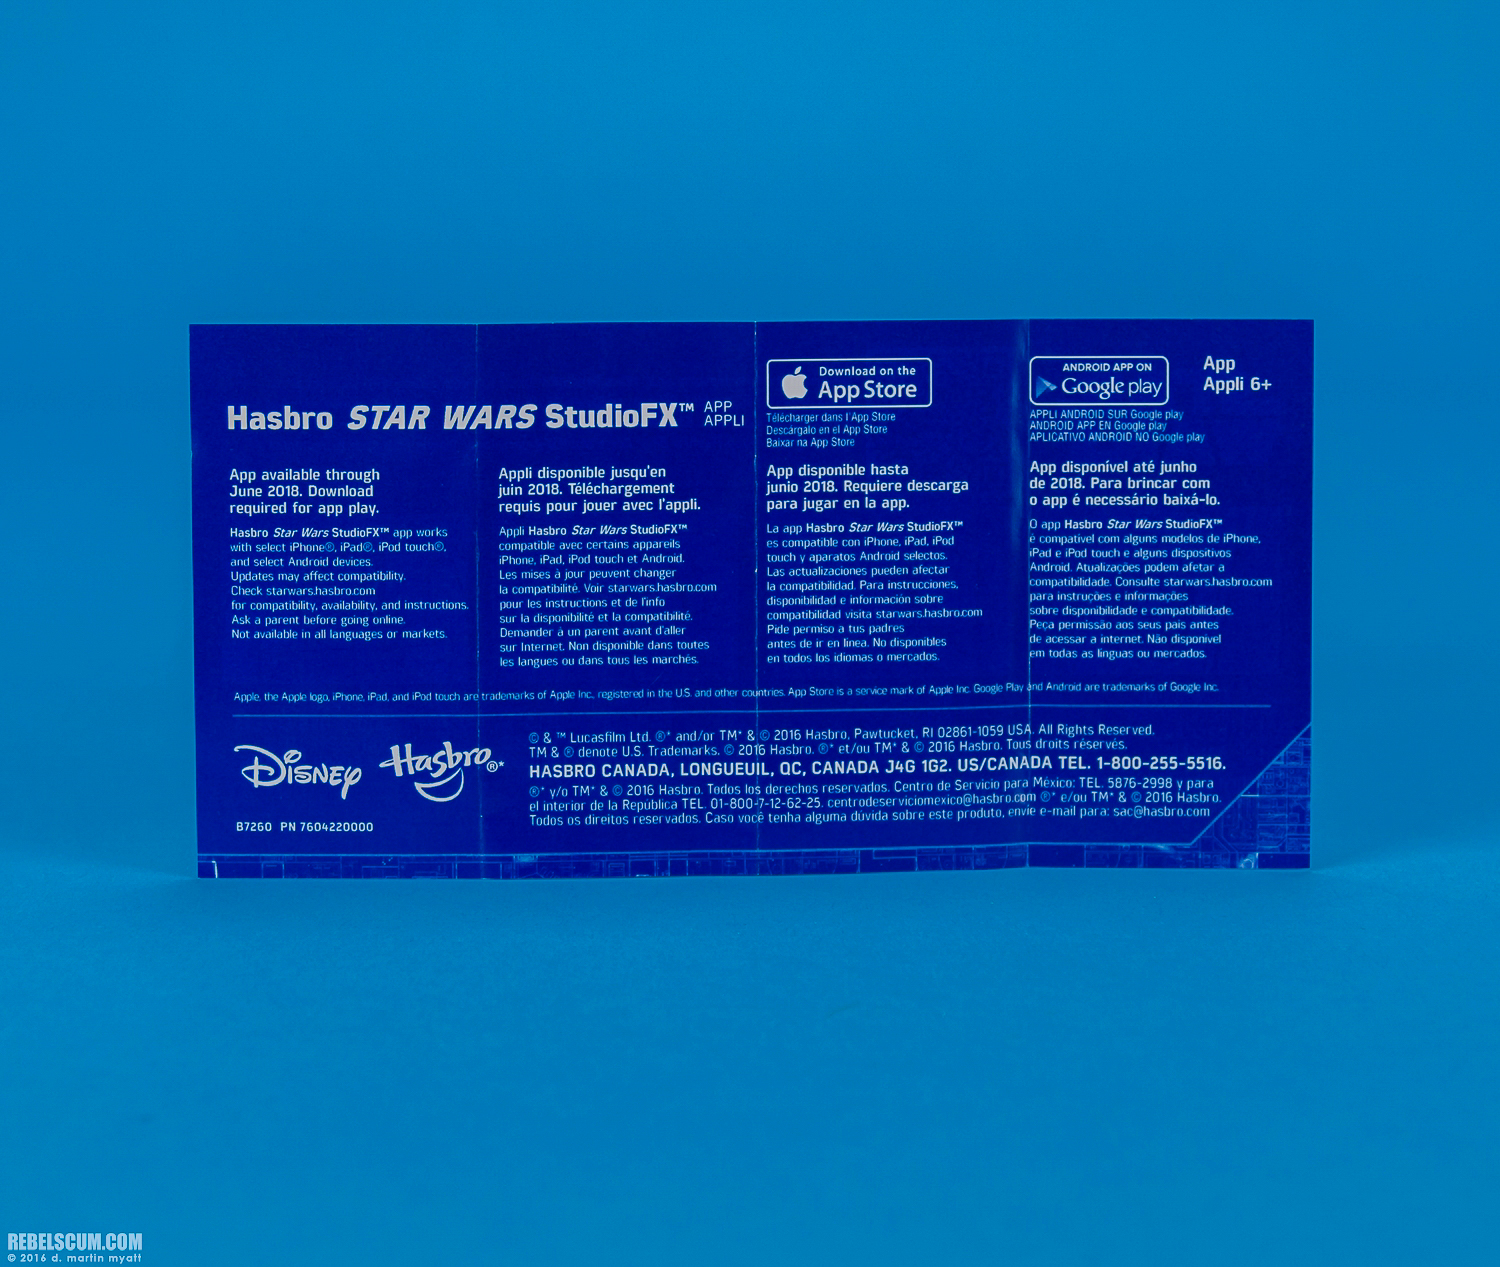 Hasbro STAR WARS StudioFX™ APP
APPLI
Download on the
App Store
Télécharger dans l'App Store
Descárgalo en el App Store
Baixar na App Store
ANDROID APP ON
Google play
APPLI ANDROID SUR Google play
ANDROID APP EN Google play
APLICATIVO ANDROID NO Google play
App
Appli 6+
App available through
June 2018. Download
required for app play.
Hasbro Star Wars StudioFX™ app works
with select iPhone®, iPad®, iPod touch®,
and select Android devices.
Updates may affect compatibility.
Check starwars.hasbro.com
for compatibility, availability, and instructions.
Ask a parent before going online.
Not available in all languages or markets.
Appli disponible jusqu'en
juin 2018. Téléchargement
requis pour jouer avec l'appli.
Appli Hasbro Star Wars StudioFX™
compatible avec certains appareils
iPhone, iPad, iPod touch et Android.
Les mises à jour peuvent changer
la compatibilité. Voir starwars.hasbro.com
pour les instructions et de l'info
sur la disponibilité et la compatibilité.
Demander à un parent avant d'aller
sur Internet. Non disponible dans toutes
les langues ou dans tous les marchés.
App disponible hasta
junio 2018. Requiere descarga
para jugar en la app.
La app Hasbro Star Wars StudioFX™
es compatible con iPhone, iPad, iPod
touch y aparatos Android selectos.
Las actualizaciones pueden afectar
la compatibilidad. Para instrucciones,
disponibilidad e información sobre
compatibilidad visita starwars.hasbro.com
Pide permiso a tus padres
antes de ir en línea. No disponibles
en todos los idiomas o mercados.
App disponível até junho
de 2018. Para brincar com
o app é necessário baixá-lo.
O app Hasbro Star Wars StudioFX™
é compatível com alguns modelos de iPhone,
iPad e iPod touch e alguns dispositivos
Android. Atualizações podem afetar a
compatibilidade. Consulte starwars.hasbro.com
para instruções e informações
sobre disponibilidade e compatibilidade.
Peça permissão aos seus pais antes
de acessar a internet. Não disponível
em todas as línguas ou mercados.
Apple, the Apple logo, iPhone, iPad, and iPod touch are trademarks of Apple Inc., registered in the U.S. and other countries. App Store is a service mark of Apple Inc. Google Play and Android are trademarks of Google Inc.
Disney Hasbro®*
B7260 PN 7604220000
© & ™ Lucasfilm Ltd. ®* and/or TM* & © 2016 Hasbro, Pawtucket, RI 02861-1059 USA. All Rights Reserved.
TM & ® denote U.S. Trademarks. © 2016 Hasbro. ®* et/ou TM* & © 2016 Hasbro. Tous droits réservés.
HASBRO CANADA, LONGUEUIL, QC, CANADA J4G 1G2. US/CANADA TEL. 1-800-255-5516.
®* y/o TM* & © 2016 Hasbro. Todos los derechos reservados. Centro de Servicio para México: TEL. 5876-2998 y para
el interior de la República TEL. 01-800-7-12-62-25. centrodeserviciomexico@hasbro.com ®* e/ou TM* & © 2016 Hasbro.
Todos os direitos reservados. Caso você tenha alguma dúvida sobre este produto, envie e-mail para: sac@hasbro.com
REBELSCUM.COM
© 2016 d. martin myatt